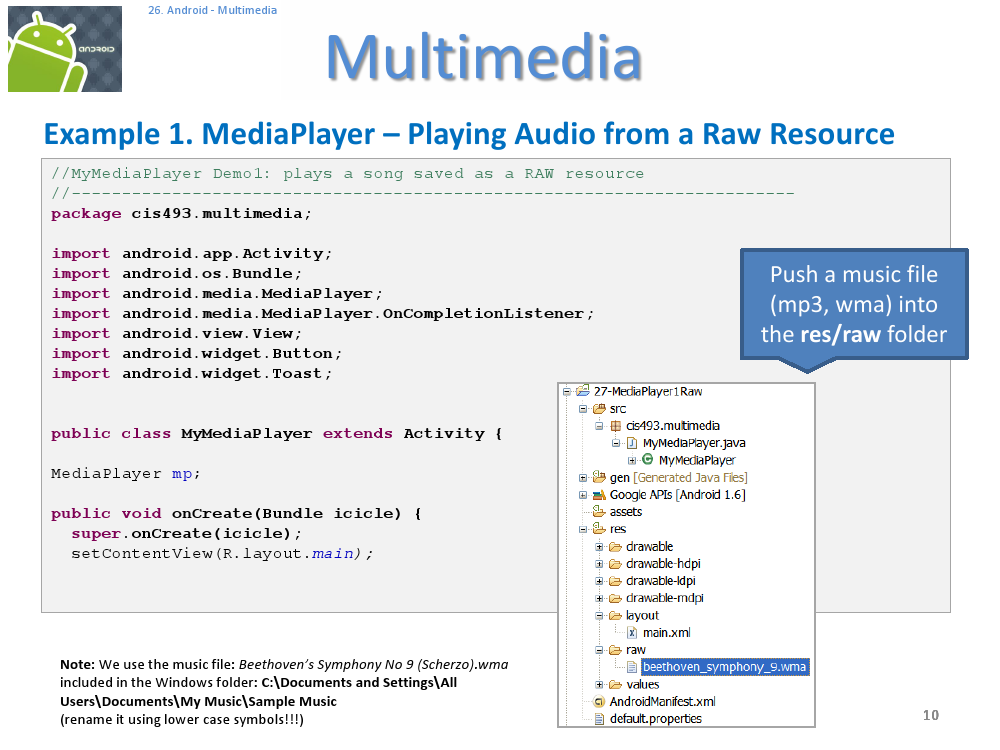 26. Android - Multimedia
ANDROID
Multimedia
Example 1. MediaPlayer – Playing Audio from a Raw Resource
//MyMediaPlayer Demo1: plays a song saved as a RAW resource
//-------------------------------------------------------------------------
package cis493.multimedia;
import android.app.Activity;
import android.os.Bundle;
import android.media.MediaPlayer;
import android.media.MediaPlayer.OnCompletionListener;
import android.view.View;
import android.widget.Button;
import android.widget.Toast;
public class MyMediaPlayer extends Activity {
MediaPlayer mp;
public void onCreate(Bundle icicle) {
super.onCreate(icicle);
setContentView(R.layout.main);
Push a music file
(mp3, wma) into
the res/raw folder
27-MediaPlayer1Raw
src
cis493.multimedia
MyMediaPlayer.java
MyMediaPlayer
gen [Generated Java Files]
Google APIs [Android 1.6]
assets
res
drawable
drawable-hdpi
drawable-ldpi
drawable-mdpi
layout
main.xml
raw
beethoven_symphony_9.wma
values
AndroidManifest.xml
default.properties
Note: We use the music file: Beethoven’s Symphony No 9 (Scherzo).wma
included in the Windows folder: C:\Documents and Settings\All
Users\Documents\My Music\Sample Music
(rename it using lower case symbols!!!)
10